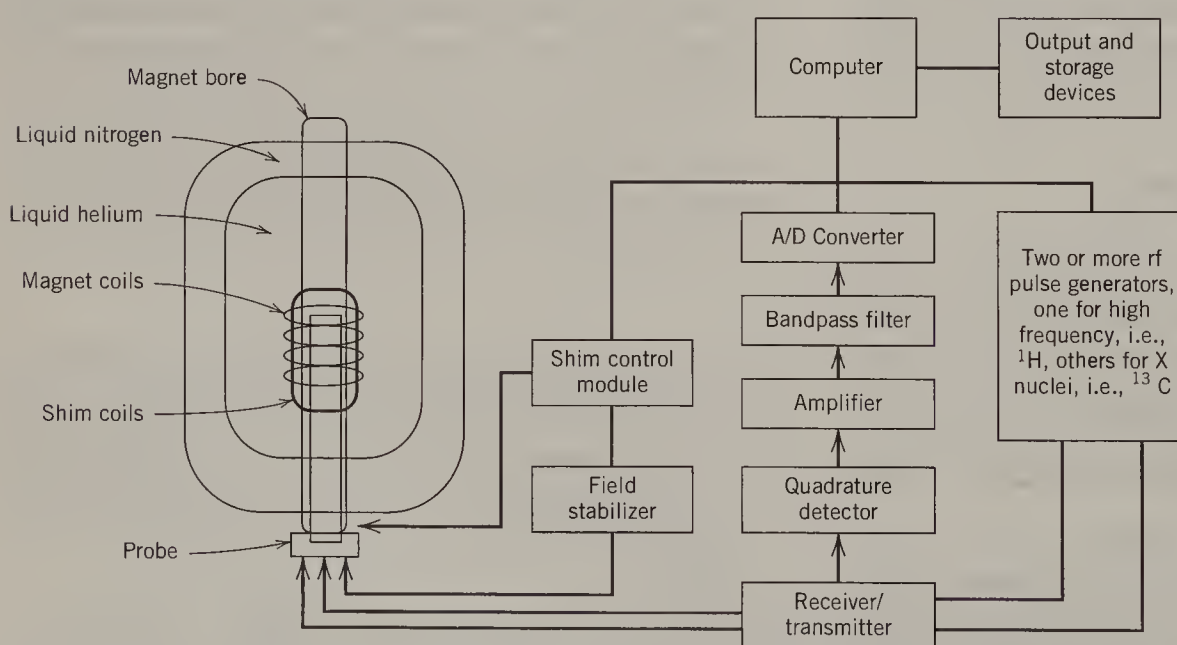 Magnet bore
Liquid nitrogen
Liquid helium
Magnet coils
Shim coils
Probe
Computer
Output and
storage
devices
A/D Converter
Bandpass filter
Amplifier
Quadrature
detector
Receiver/
transmitter
Shim control
module
Field
stabilizer
Two or more rf
pulse generators,
one for high
frequency, i.e.,
¹H, others for X
nuclei, i.e., ¹³ C